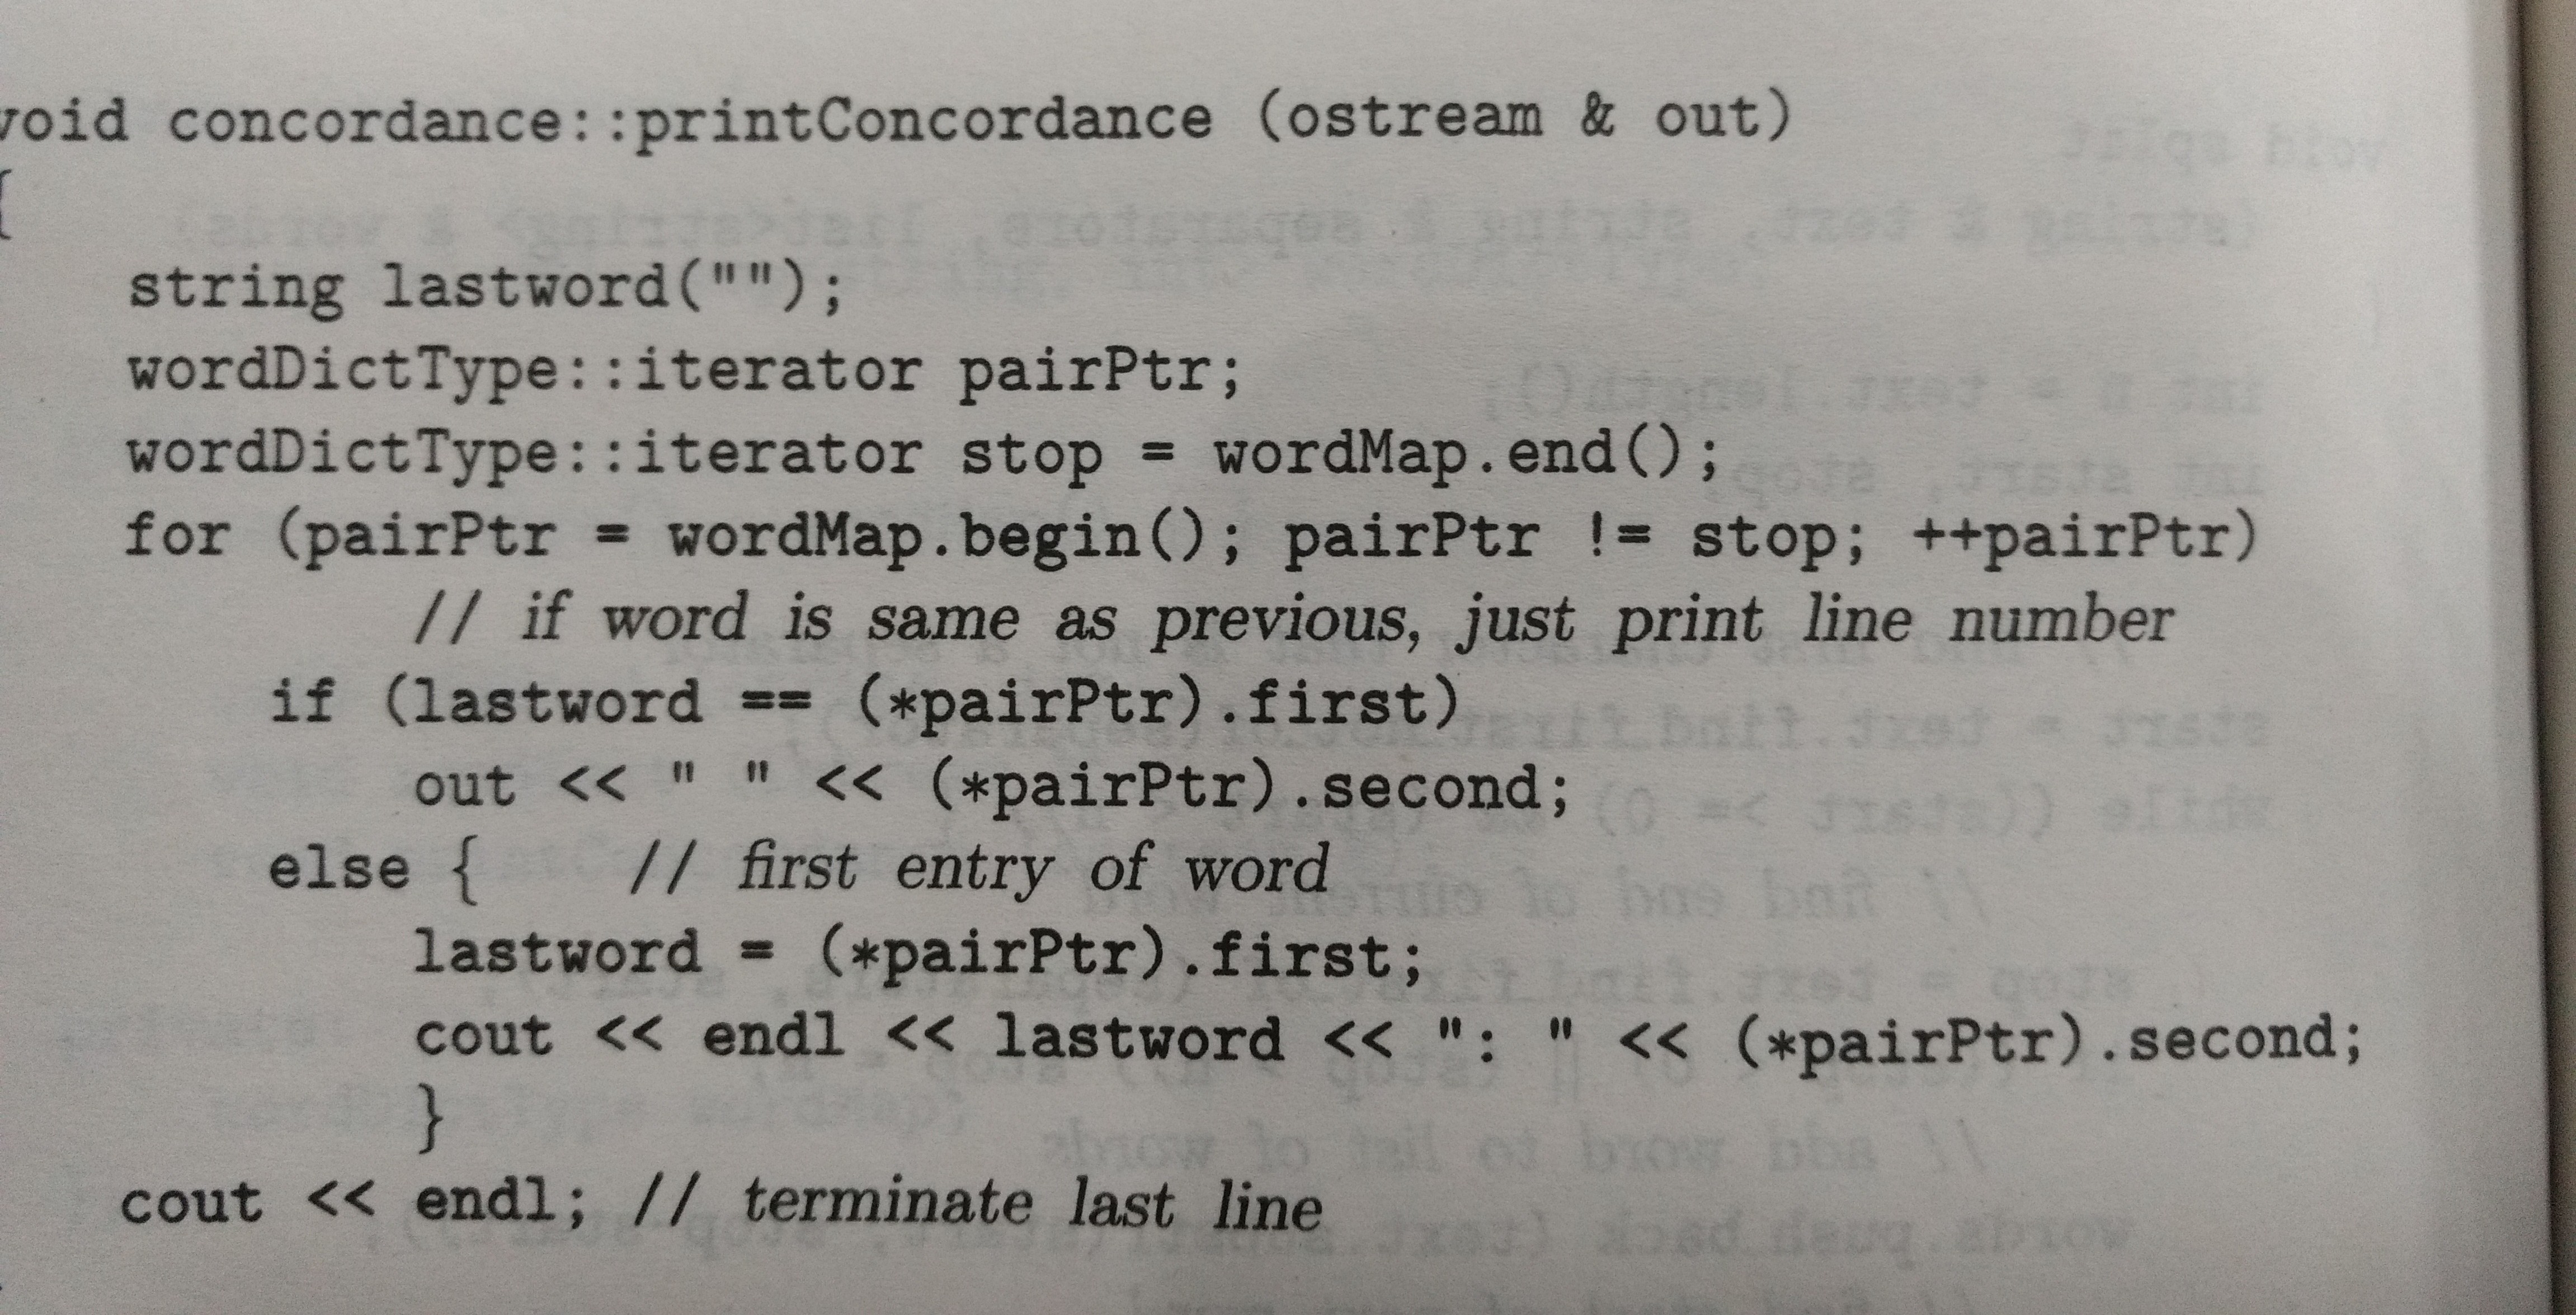 void concordance::printConcordance (ostream & out)
{
string lastword("");
wordDictType::iterator pairPtr;
wordDictType::iterator stop = wordMap.end();
for (pairPtr = wordMap.begin(); pairPtr != stop; ++pairPtr)
// if word is same as previous, just print line number
if (lastword == (*pairPtr).first)
out << " " << (*pairPtr).second;
else { // first entry of word
lastword = (*pairPtr).first;
cout << endl << lastword << ": " << (*pairPtr).second;
}
cout << endl; // terminate last line